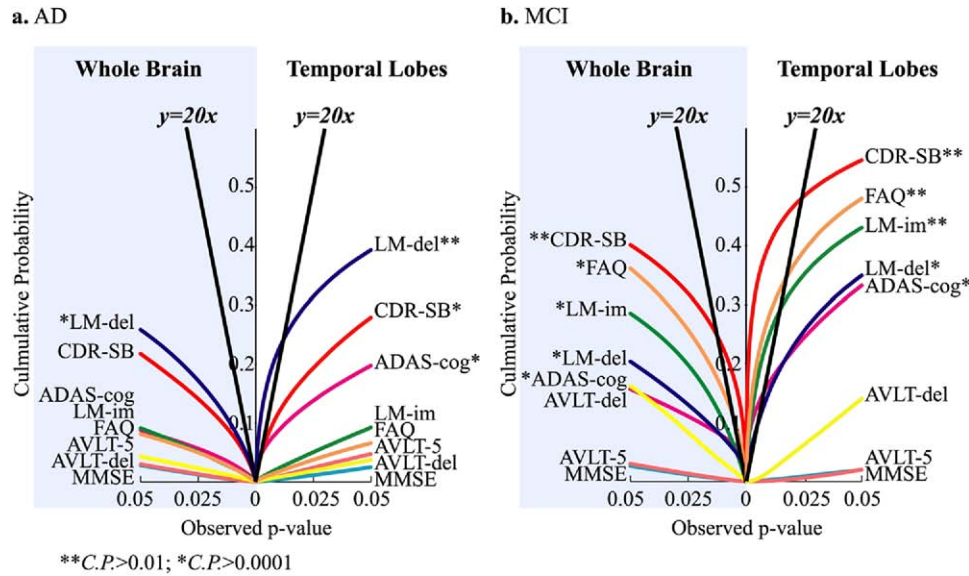 a. AD
Whole Brain
Temporal Lobes
y=20x
y=20x
Culmulative Probability
0.5
0.4
0.3
0.2
0.1
*LM-del
CDR-SB
ADAS-cog
LM-im
FAQ
AVLT-5
AVLT-del
MMSE
LM-del**
CDR-SB*
ADAS-cog*
LM-im
FAQ
AVLT-5
AVLT-del
MMSE
0.05 0.025 0 0.025 0.05
Observed p-value
**C.P.>0.01; *C.P.>0.0001
b. MCI
Whole Brain
Temporal Lobes
y=20x
y=20x
Culmulative Probability
0.5
0.4
0.3
0.2
0.1
**CDR-SB
*FAQ
*LM-im
*LM-del
*ADAS-cog
AVLT-del
AVLT-5
MMSE
CDR-SB**
FAQ**
LM-im**
LM-del*
ADAS-cog*
AVLT-del
AVLT-5
MMSE
0.05 0.025 0 0.025 0.05
Observed p-value